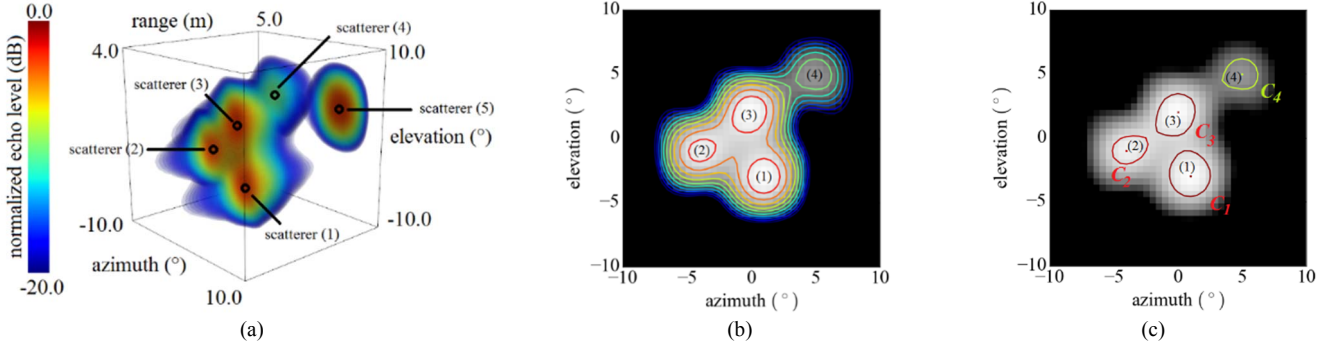 0.0
normalized echo level (dB)
-20.0
range (m)
5.0
4.0
10.0
scatterer (4)
scatterer (3)
scatterer (5)
elevation (°)
scatterer (2)
scatterer (1)
-10.0
-10.0
azimuth (°)
10.0
(a)
10
5
0
−5
−10
elevation (°)
(4)
(3)
(2)
(1)
−10
−5
0
5
10
azimuth (°)
(b)
10
5
0
−5
−10
elevation (°)
(4)
C4
(3)
C3
(2)
C2
(1)
C1
−10
−5
0
5
10
azimuth (°)
(c)